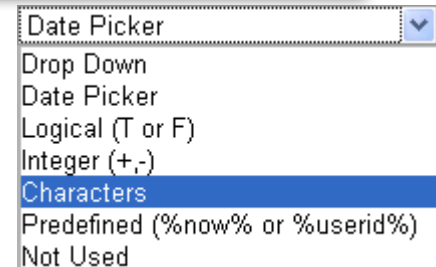 Date Picker
Drop Down
Date Picker
Logical (T or F)
Integer (+,-)
Characters
Predefined (%now% or %userid%)
Not Used